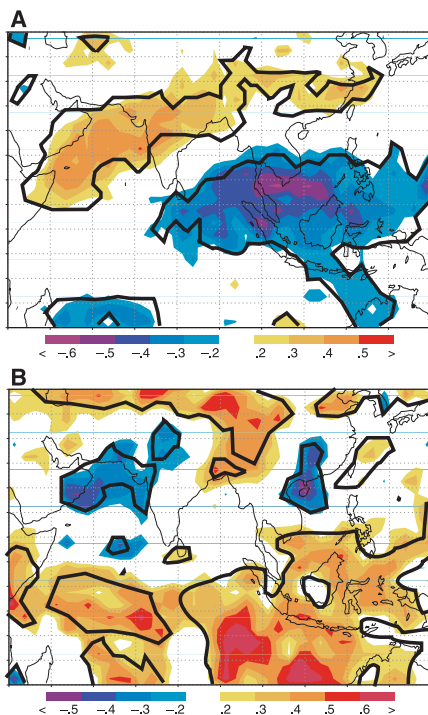 A
< –.6 –.5 –.4 –.3 –.2 .2 .3 .4 .5 >
B
< –.5 –.4 –.3 –.2 .2 .3 .4 .5 .6 >